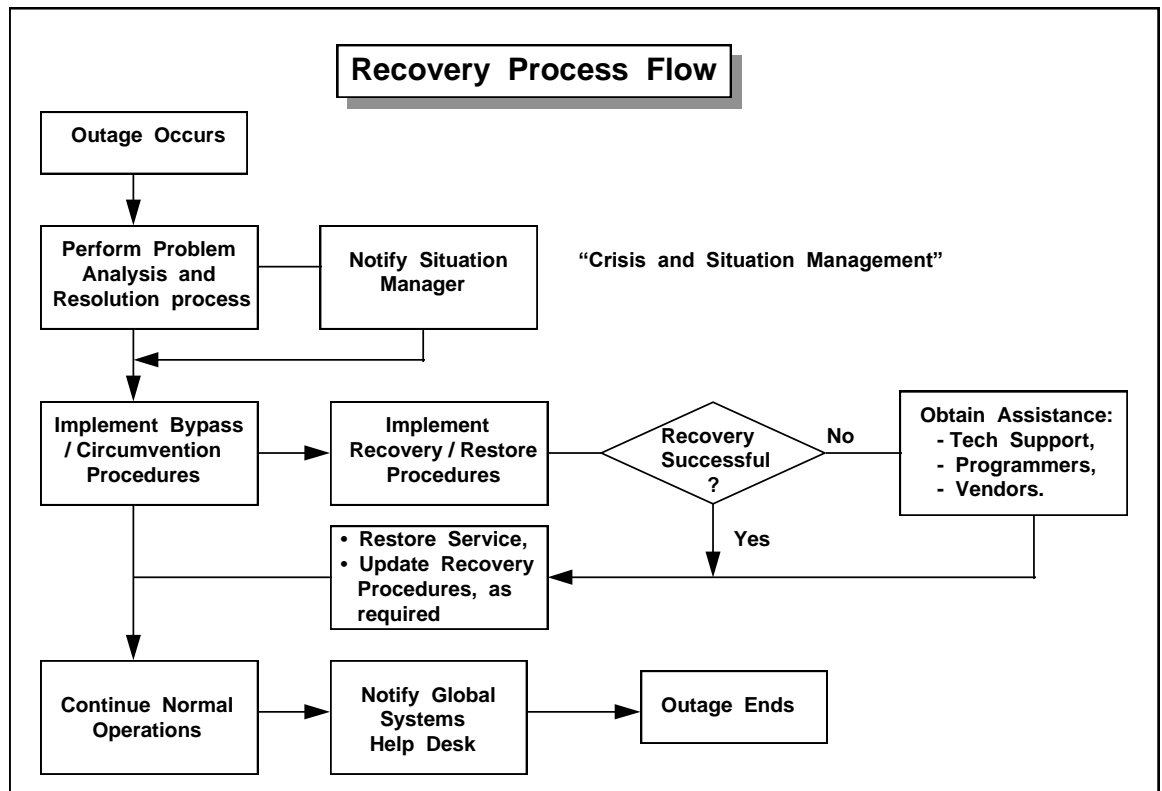 Recovery Process Flow
Outage Occurs
Perform Problem
Analysis and
Resolution process
Notify Situation
Manager
“Crisis and Situation Management”
Implement Bypass
/ Circumvention
Procedures
Implement
Recovery / Restore
Procedures
Recovery
Successful
?
No
Obtain Assistance:
- Tech Support,
- Programmers,
- Vendors.
Yes
• Restore Service,
• Update Recovery
Procedures, as
required
Continue Normal
Operations
Notify Global
Systems
Help Desk
Outage Ends